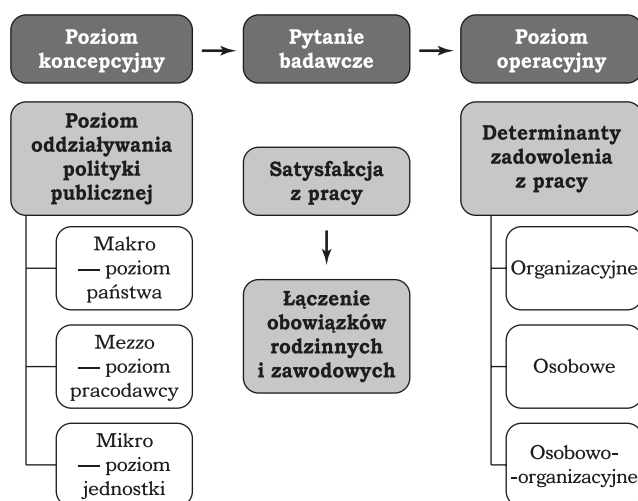 Poziom
koncepcyjny
Pytanie
badawcze
Poziom
operacyjny
Poziom
oddziaływania
polityki
publicznej
Makro
— poziom
państwa
Mezzo
— poziom
pracodawcy
Mikro
— poziom
jednostki
Satysfakcja
z pracy
Łączenie
obowiązków
rodzinnych
i zawodowych
Determinanty
zadowolenia
z pracy
Organizacyjne
Osobowe
Osobowo-
-organizacyjne